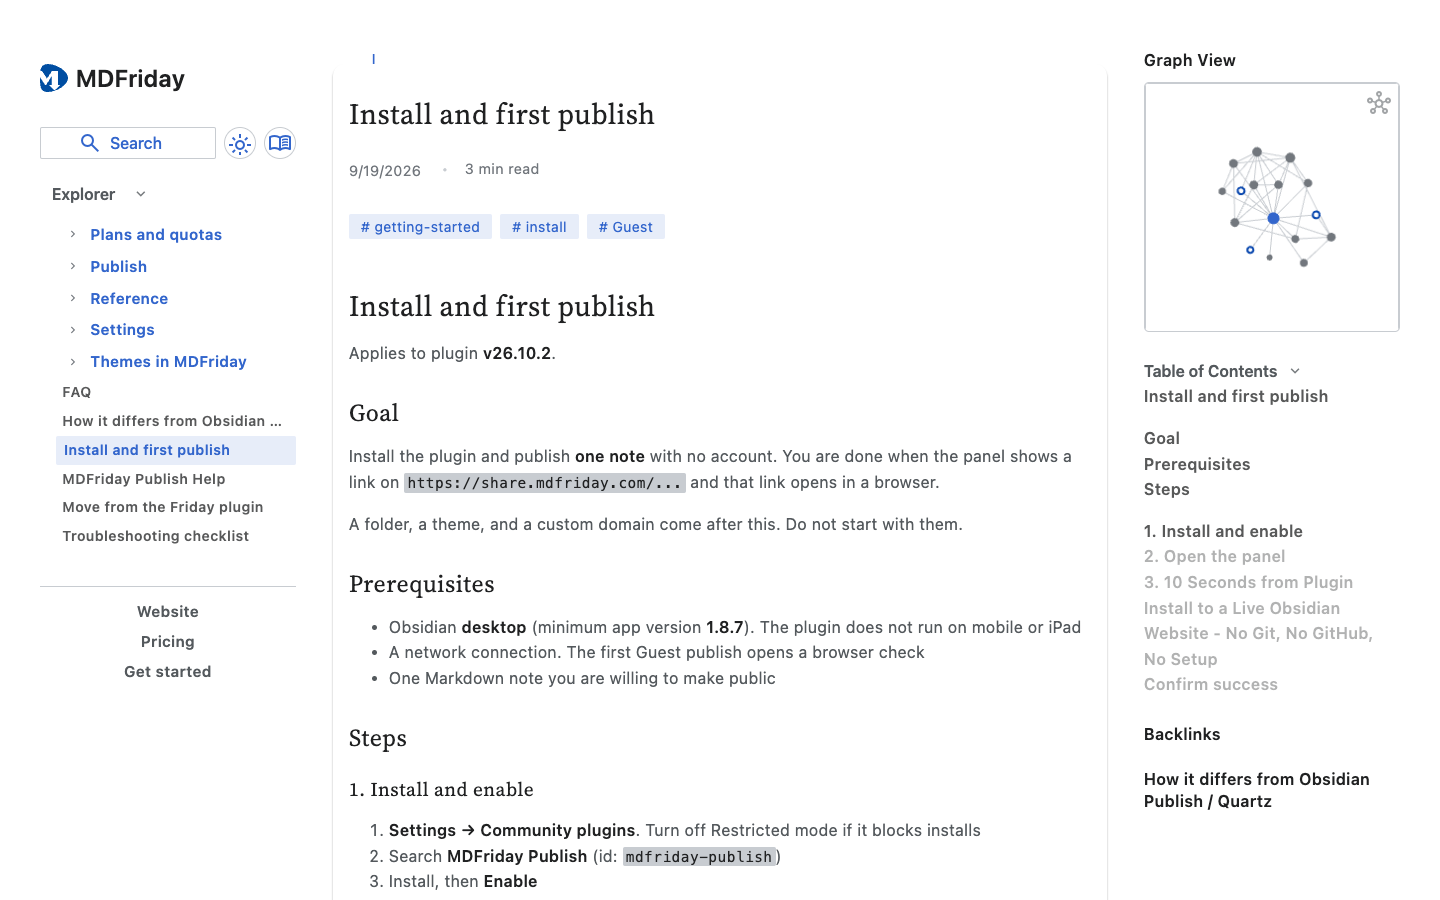 MDFriday
Search
Explorer
Plans and quotas
Publish
Reference
Settings
Themes in MDFriday
FAQ
How it differs from Obsidian ...
Install and first publish
MDFriday Publish Help
Move from the Friday plugin
Troubleshooting checklist
Website
Pricing
Get started
Install and first publish
9/19/2026 • 3 min read
# getting-started # install # Guest
Install and first publish
Applies to plugin v26.10.2.
Goal
Install the plugin and publish one note with no account. You are done when the panel shows a
link on https://share.mdfriday.com/... and that link opens in a browser.
A folder, a theme, and a custom domain come after this. Do not start with them.
Prerequisites
• Obsidian desktop (minimum app version 1.8.7). The plugin does not run on mobile or iPad
• A network connection. The first Guest publish opens a browser check
• One Markdown note you are willing to make public
Steps
1. Install and enable
1. Settings → Community plugins. Turn off Restricted mode if it blocks installs
2. Search MDFriday Publish (id: mdfriday-publish)
3. Install, then Enable
Graph View
Table of Contents
Install and first publish
Goal
Prerequisites
Steps
1. Install and enable
2. Open the panel
3. 10 Seconds from Plugin
Install to a Live Obsidian
Website - No Git, No GitHub,
No Setup
Confirm success
Backlinks
How it differs from Obsidian
Publish / Quartz